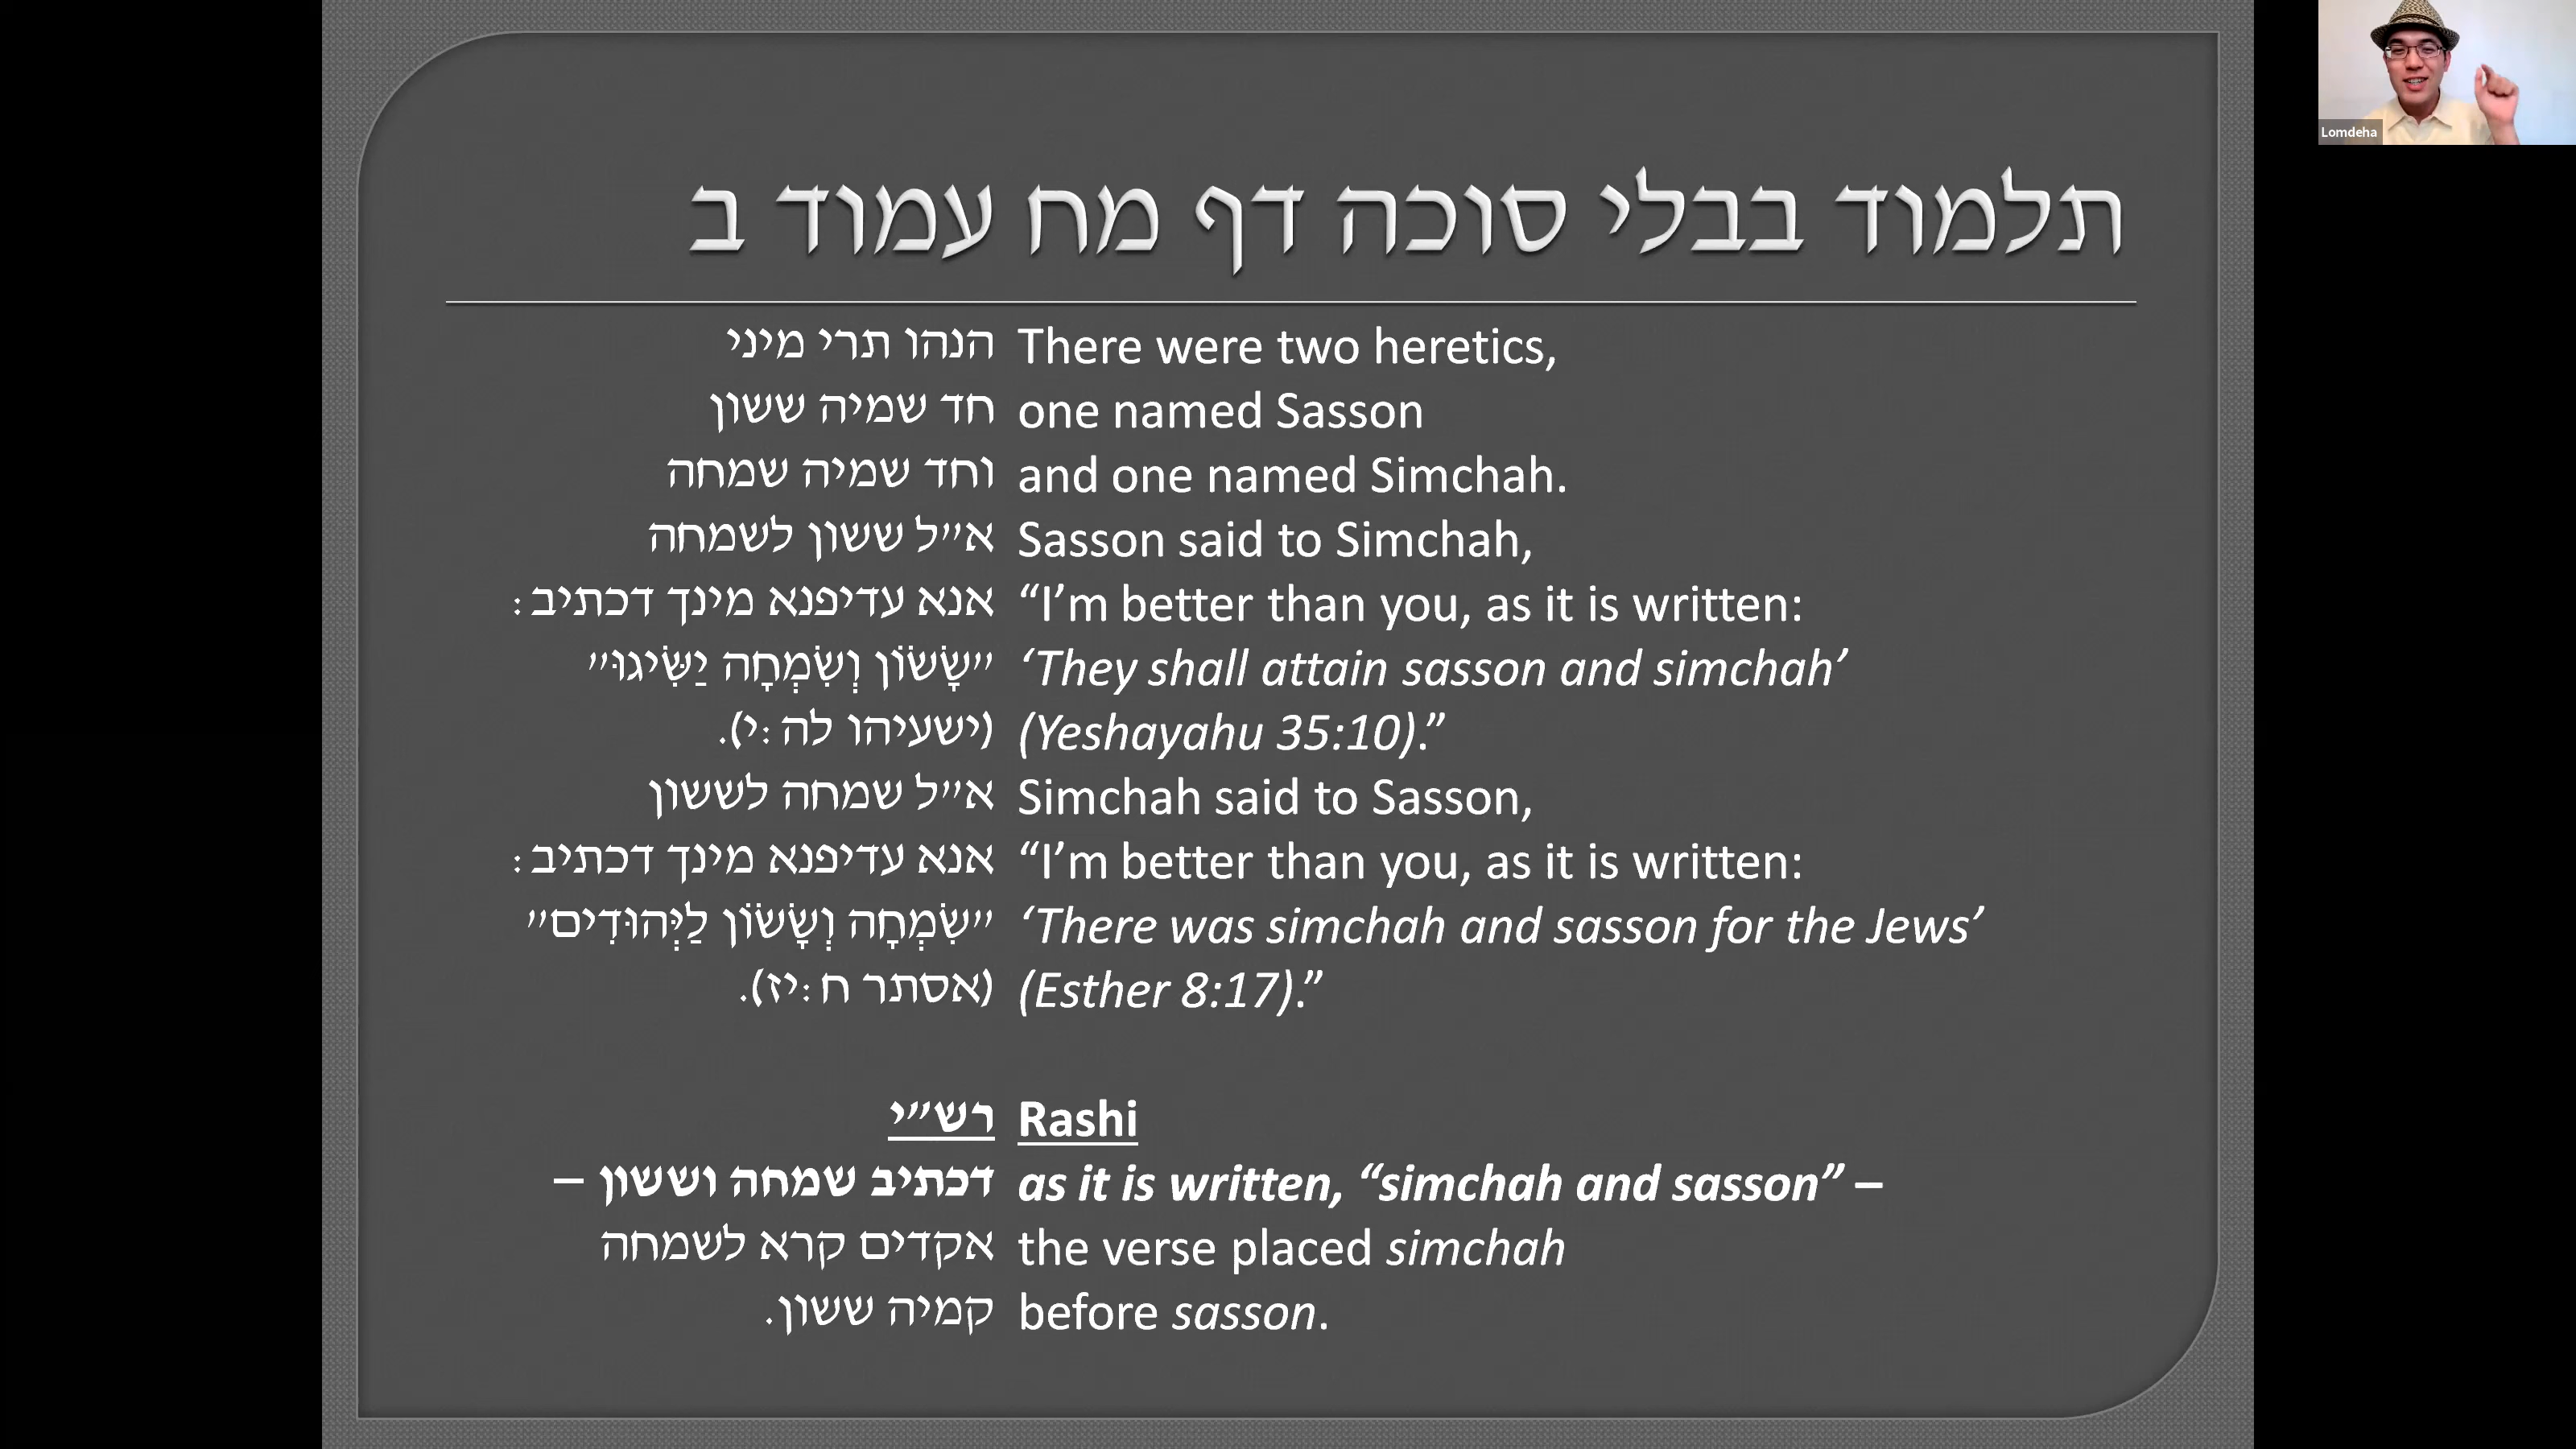 תלמוד בבלי סוכה דף מח עמוד ב
הנהו תרי מיני There were two heretics,
חד שמיה ששון one named Sasson
וחד שמיה שמחה and one named Simchah.
א״ל ששון לשמחה Sasson said to Simchah,
אנא עדיפנא מינך דכתיב: “I’m better than you, as it is written:
״שָׂשׂוֹן וְשִׂמְחָה יַשִּׂיגוּ״ ‘They shall attain sasson and simchah’
(ישעיהו לה:י). (Yeshayahu 35:10).”
א״ל שמחה לששון Simchah said to Sasson,
אנא עדיפנא מינך דכתיב: “I’m better than you, as it is written:
״שִׂמְחָה וְשָׂשׂוֹן לַיְּהוּדִים״ ‘There was simchah and sasson for the Jews’
(אסתר ח:יז). (Esther 8:17).”
רש״י Rashi
דכתיב שמחה וששון – as it is written, “simchah and sasson” –
אקדים קרא לשמחה the verse placed simchah
קמיה ששון. before sasson.
Lomdeha